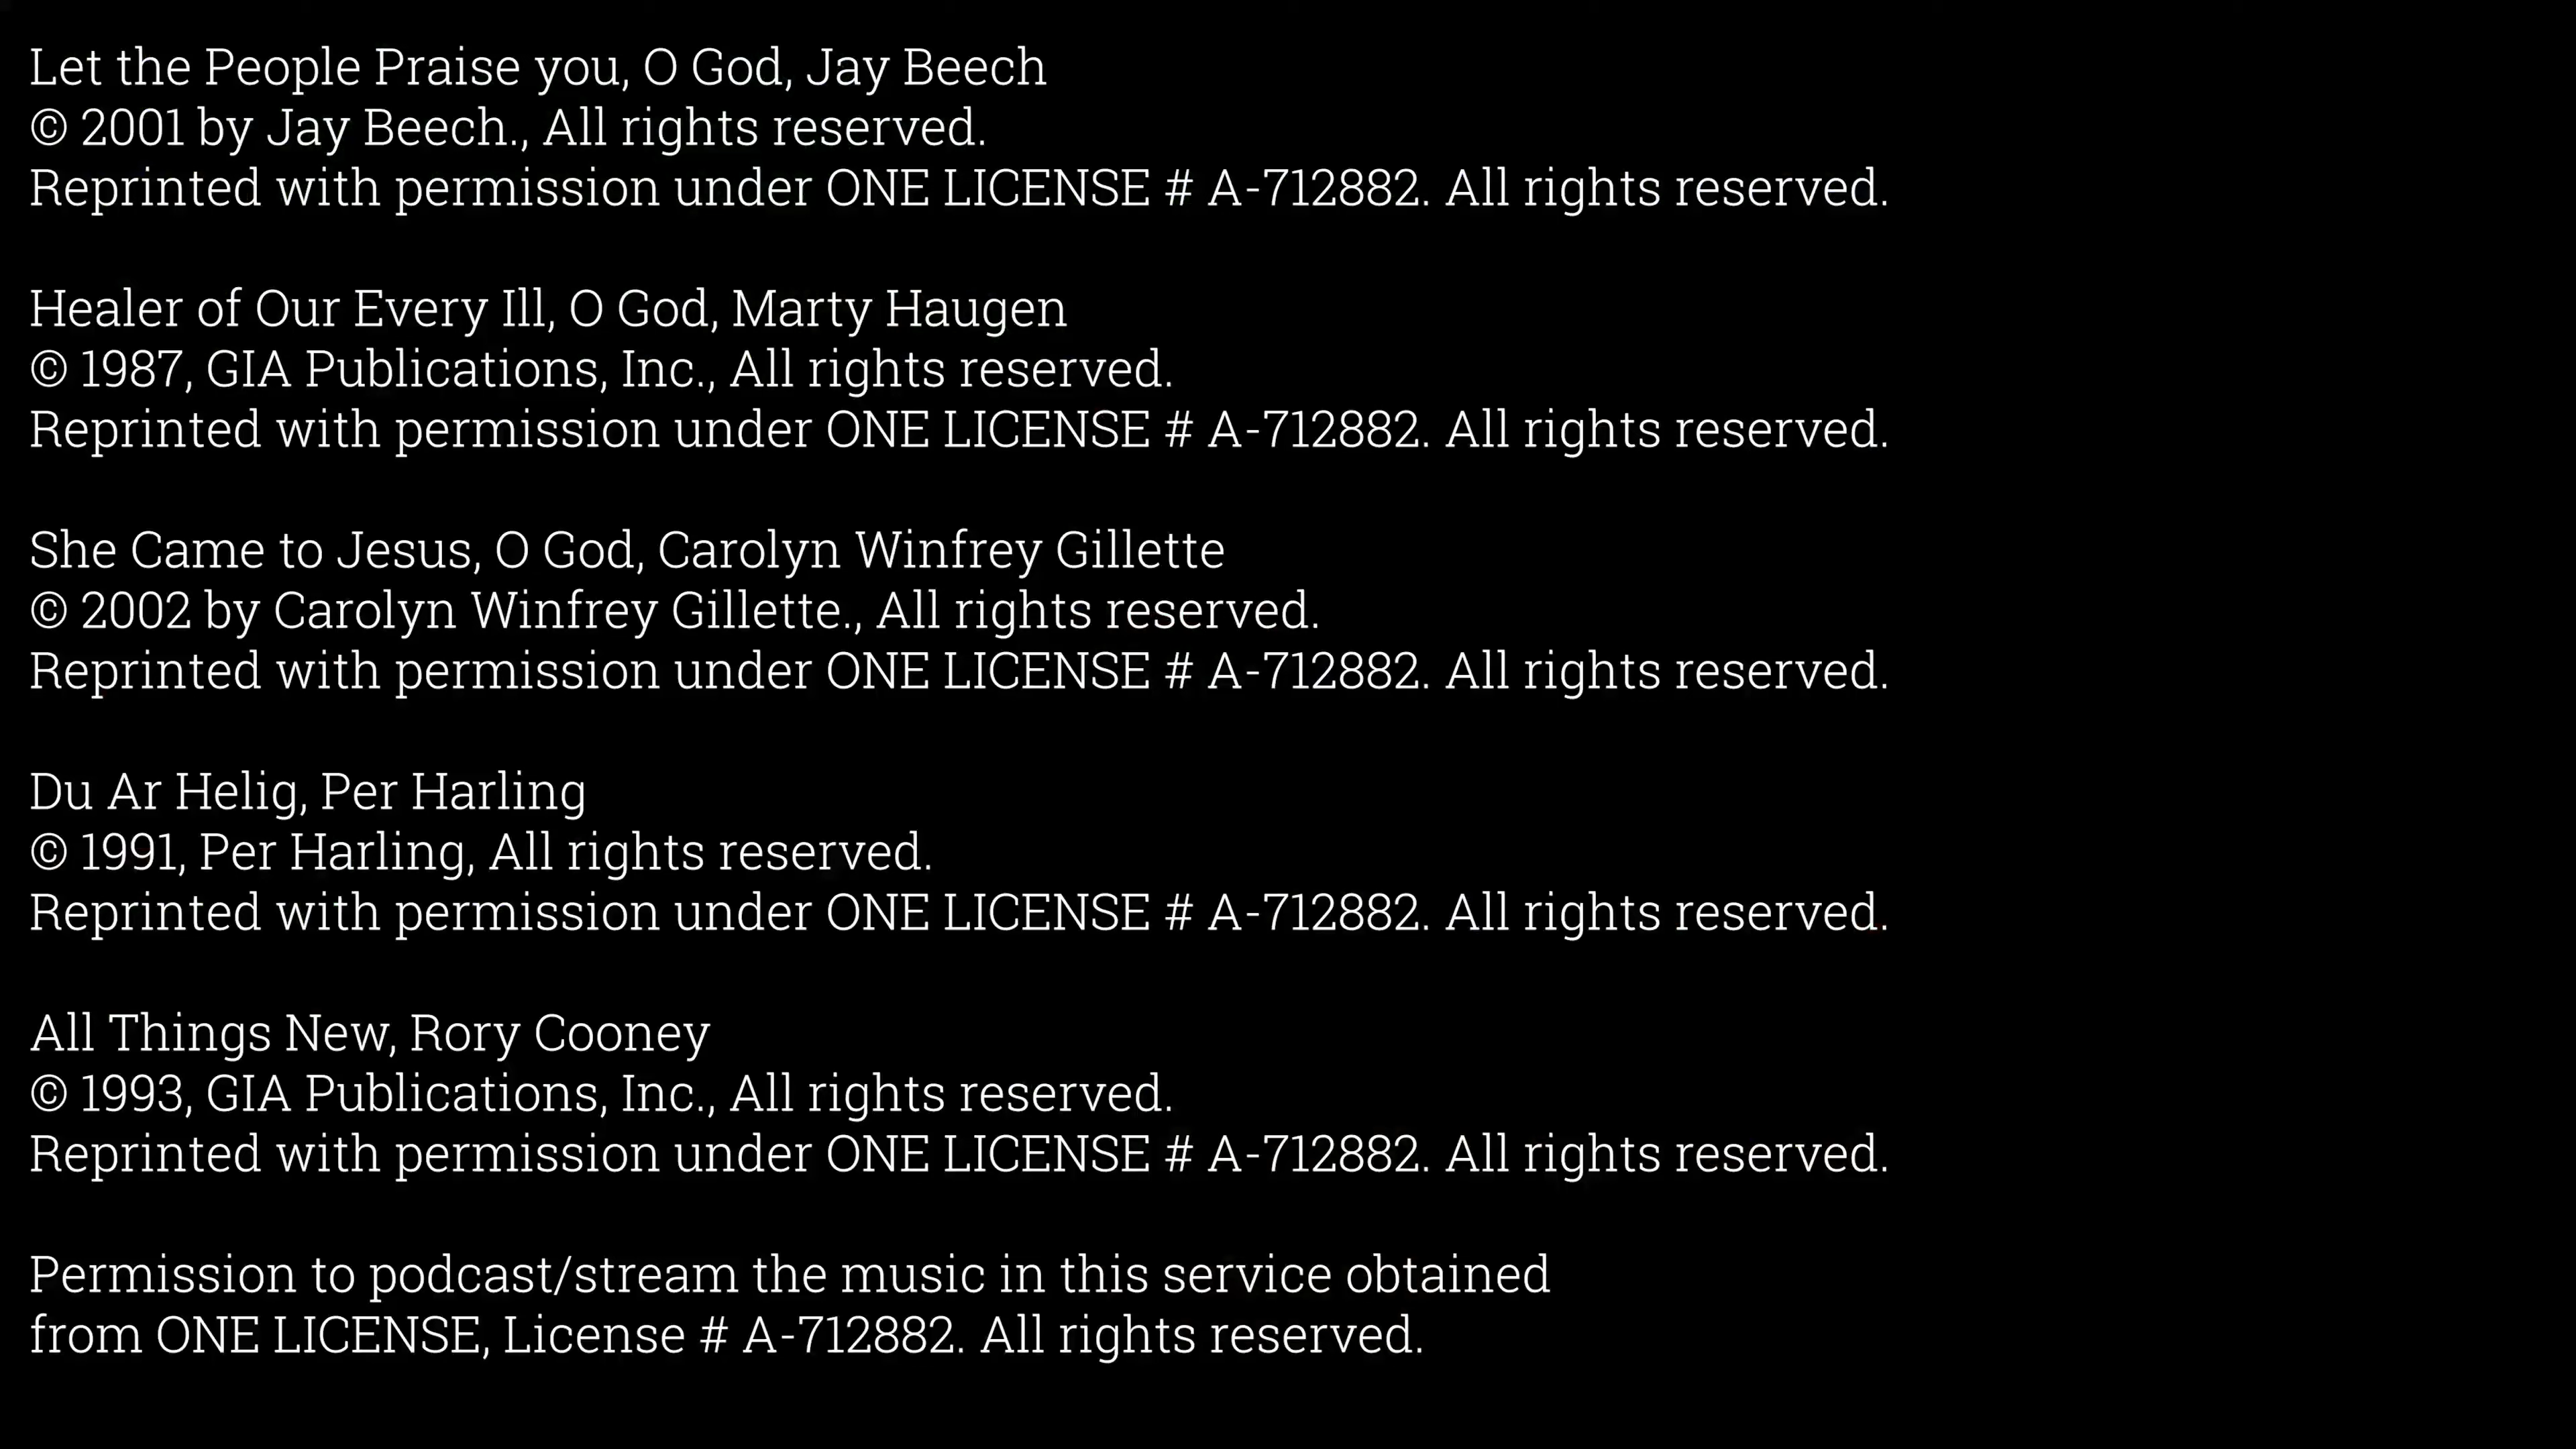 Let the People Praise you, O God, Jay Beech
© 2001 by Jay Beech., All rights reserved.
Reprinted with permission under ONE LICENSE # A-712882. All rights reserved.
Healer of Our Every Ill, O God, Marty Haugen
© 1987, GIA Publications, Inc., All rights reserved.
Reprinted with permission under ONE LICENSE # A-712882. All rights reserved.
She Came to Jesus, O God, Carolyn Winfrey Gillette
© 2002 by Carolyn Winfrey Gillette., All rights reserved.
Reprinted with permission under ONE LICENSE # A-712882. All rights reserved.
Du Ar Helig, Per Harling
© 1991, Per Harling, All rights reserved.
Reprinted with permission under ONE LICENSE # A-712882. All rights reserved.
All Things New, Rory Cooney
© 1993, GIA Publications, Inc., All rights reserved.
Reprinted with permission under ONE LICENSE # A-712882. All rights reserved.
Permission to podcast/stream the music in this service obtained
from ONE LICENSE, License # A-712882. All rights reserved.